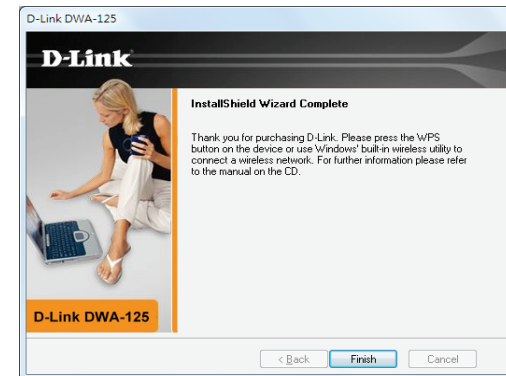 D-Link DWA-125
D-Link
InstallShield Wizard Complete
Thank you for purchasing D-Link. Please press the WPS
button on the device or use Windows' built-in wireless utility to
connect a wireless network. For further information please refer
to the manual on the CD.
D-Link DWA-125
< Back
Finish
Cancel